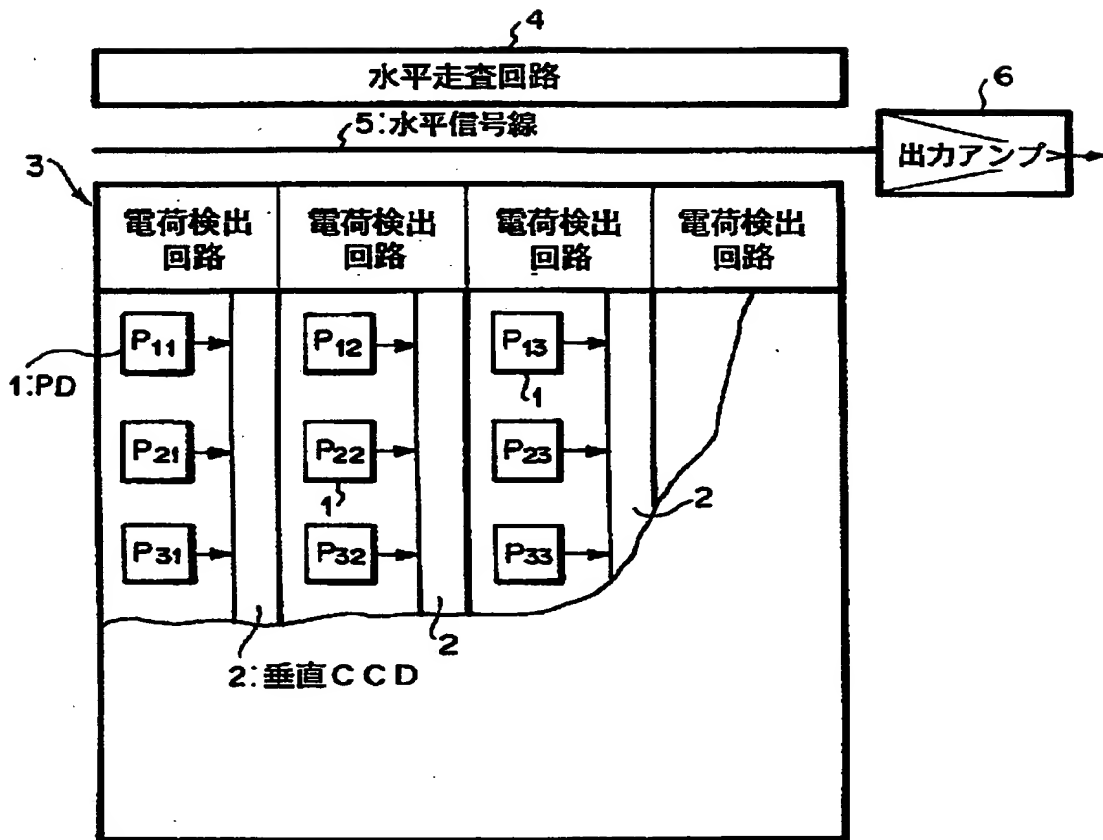 4
水平走査回路
6
5:水平信号線
出力アンプ
3
電荷検出
回路
電荷検出
回路
電荷検出
回路
電荷検出
回路
P11
P12
P13
1:PD
1
P21
P22
P23
1
2
P31
P32
P33
2
2:垂直CCD